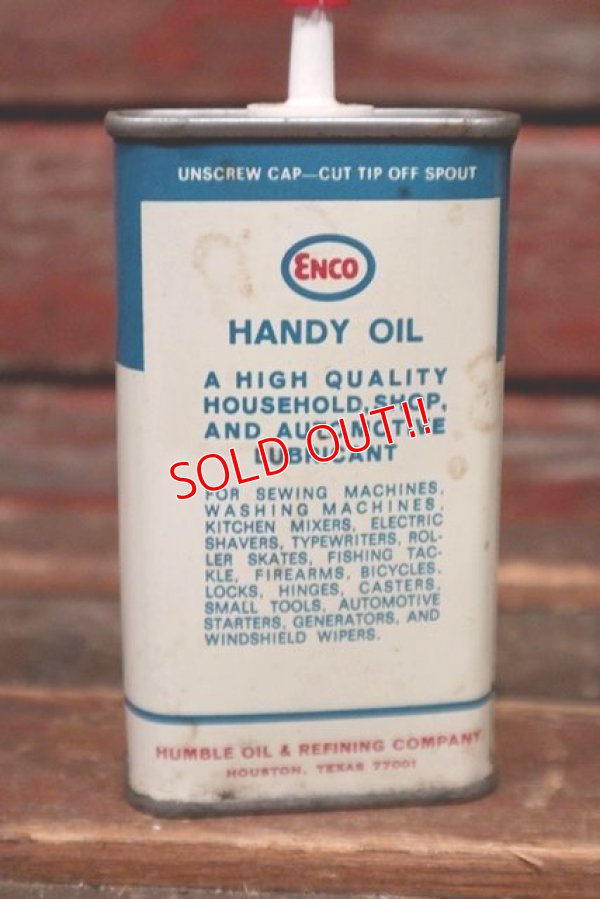 UNSCREW CAP—CUT TIP OFF SPOUT
ENCO
HANDY OIL
A HIGH QUALITY
HOUSEHOLD, SHOP,
AND AUTOMOTIVE
LUBRICANT
SOLD OUT!!
FOR SEWING MACHINES,
WASHING MACHINES,
KITCHEN MIXERS, ELECTRIC
SHAVERS, TYPEWRITERS, ROL-
LER SKATES, FISHING TAC-
KLE, FIREARMS, BICYCLES,
LOCKS, HINGES, CASTERS,
SMALL TOOLS, AUTOMOTIVE
STARTERS, GENERATORS, AND
WINDSHIELD WIPERS.
HUMBLE OIL & REFINING COMPANY
HOUSTON, TEXAS 77001